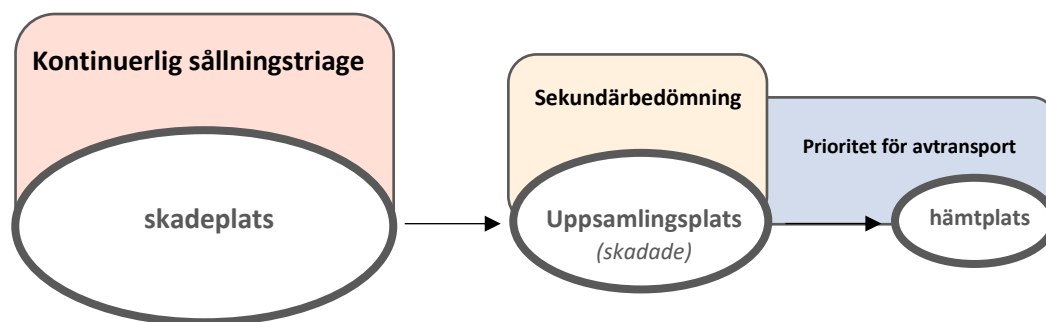 Kontinuerlig sållningstriage
Sekundärbedömning
Prioritet för avtransport
skadeplats
Uppsamlingsplats
(skadade)
hämtplats